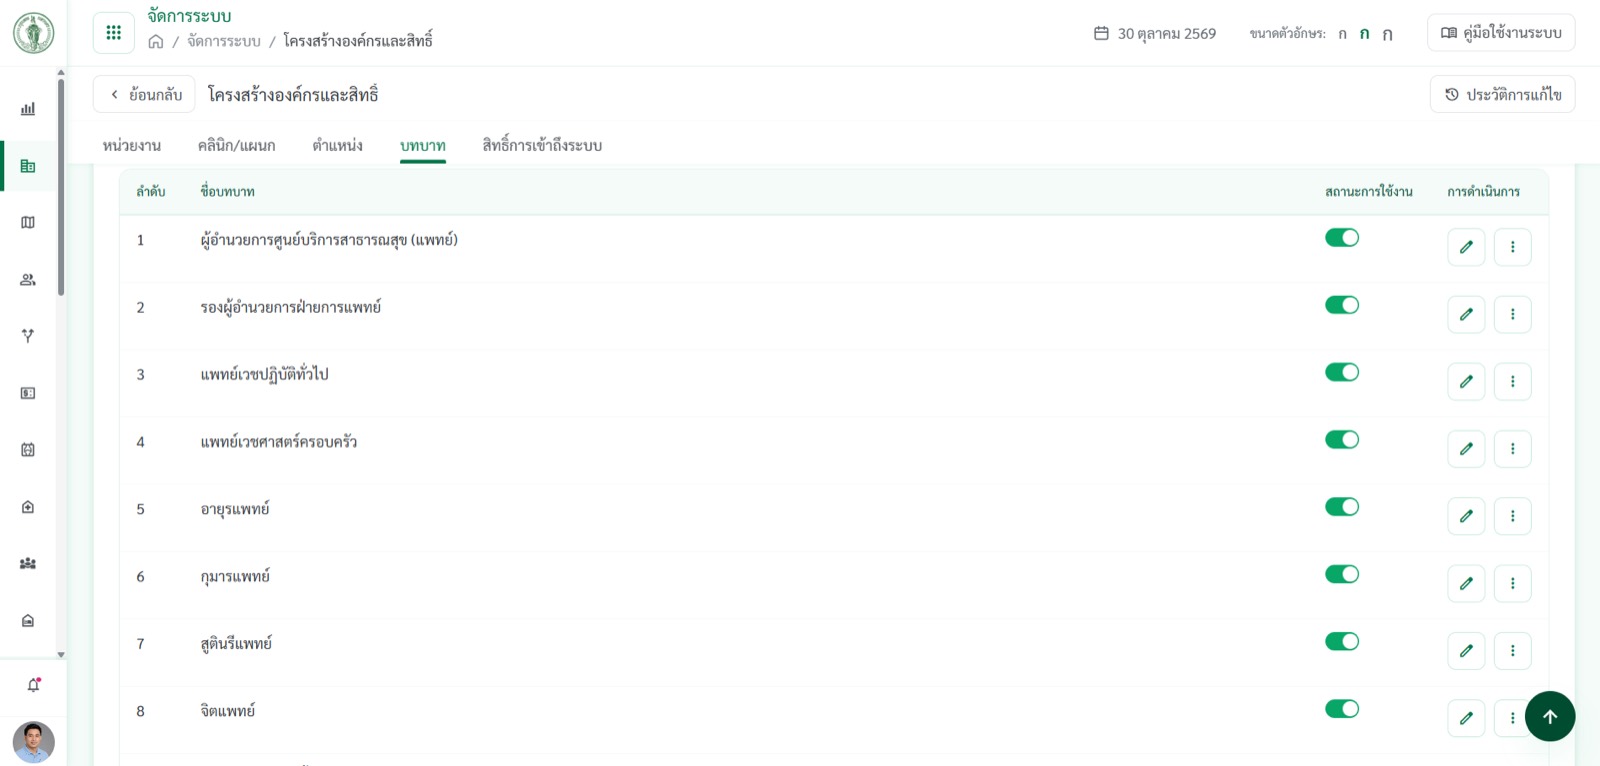 จัดการระบบ
/ จัดการระบบ / โครงสร้างองค์กรและสิทธิ์
30 ตุลาคม 2569
ขนาดตัวอักษร: ก ก ก
คู่มือใช้งานระบบ
ย้อนกลับ
โครงสร้างองค์กรและสิทธิ์
ประวัติการแก้ไข
หน่วยงาน คลินิก/แผนก ตำแหน่ง บทบาท สิทธิ์การเข้าถึงระบบ
ลำดับ ชื่อบทบาท สถานะการใช้งาน การดำเนินการ
1 ผู้อำนวยการศูนย์บริการสาธารณสุข (แพทย์)
2 รองผู้อำนวยการฝ่ายการแพทย์
3 แพทย์เวชปฏิบัติทั่วไป
4 แพทย์เวชศาสตร์ครอบครัว
5 อายุรแพทย์
6 กุมารแพทย์
7 สูตินรีแพทย์
8 จิตแพทย์